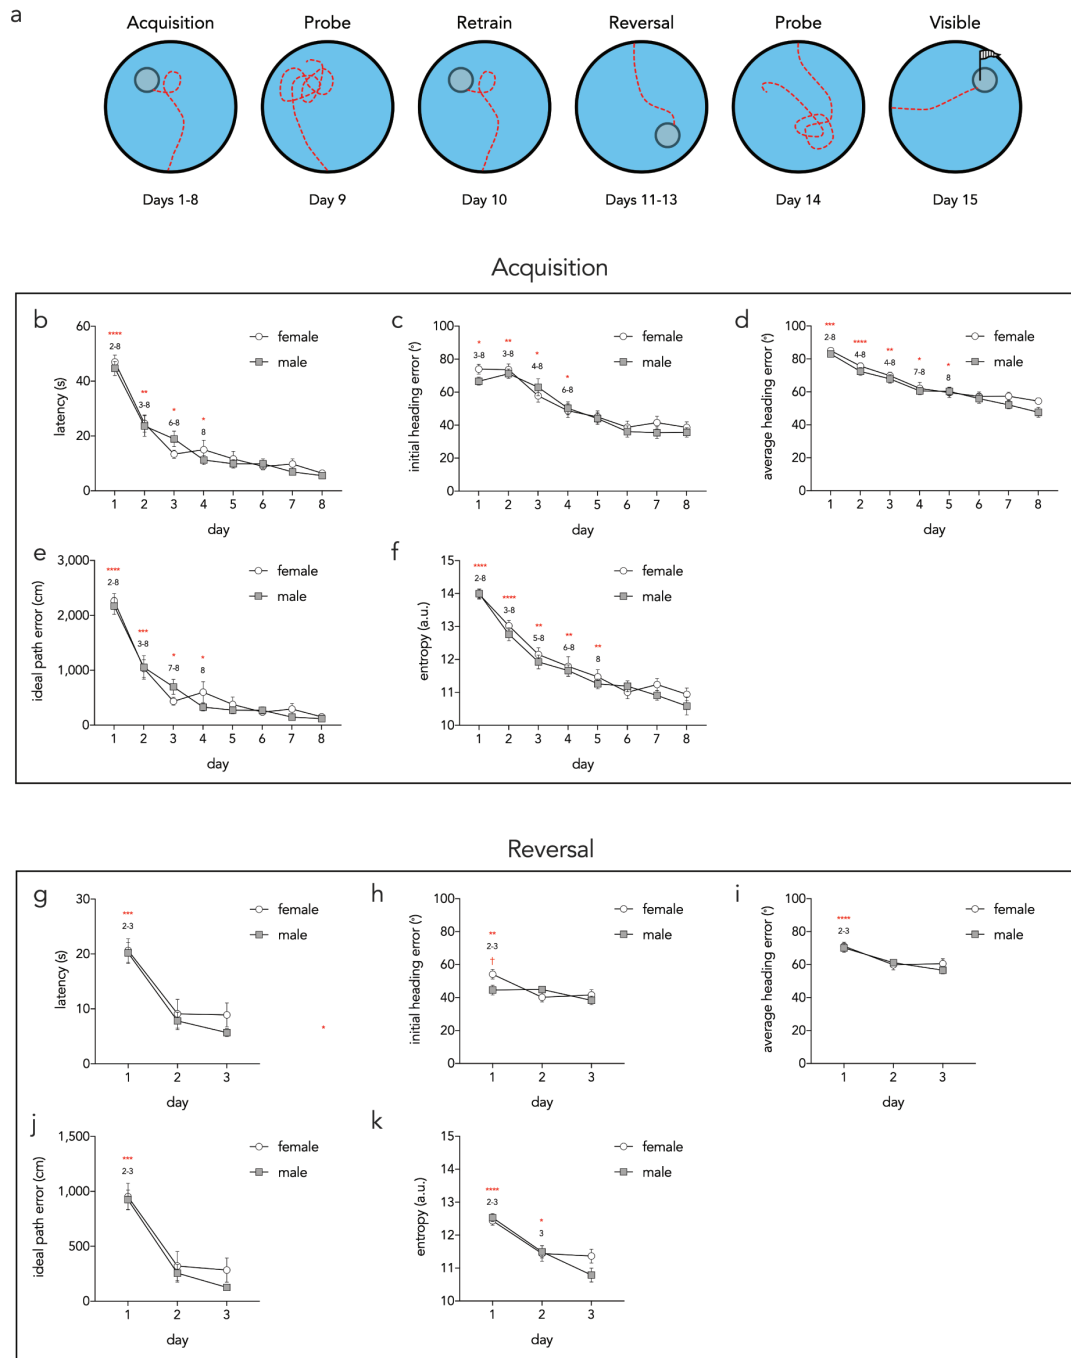 a
Acquisition Probe Retrain Reversal Probe Visible
Days 1-8 Day 9 Day 10 Days 11-13 Day 14 Day 15
Acquisition
b
latency (s)
60
40
20
0
****
2-8
**
3-8
*
6-8
*
8
female
male
1 2 3 4 5 6 7 8
day
c
initial heading error (°)
100
80
60
40
20
0
*
3-8
**
3-8
*
4-8
*
6-8
female
male
1 2 3 4 5 6 7 8
day
d
average heading error (°)
100
80
60
40
20
0
***
2-8
****
4-8
**
4-8
*
7-8
*
8
female
male
1 2 3 4 5 6 7 8
day
e
ideal path error (cm)
3,000
2,000
1,000
0
****
2-8
***
3-8
*
7-8
*
8
female
male
1 2 3 4 5 6 7 8
day
f
entropy (a.u.)
15
14
13
12
11
10
****
2-8
****
3-8
**
5-8
**
6-8
**
8
female
male
1 2 3 4 5 6 7 8
day
Reversal
g
latency (s)
30
20
10
0
***
2-3
*
female
male
1 2 3
day
h
initial heading error (°)
100
80
60
40
20
0
**
2-3
†
female
male
1 2 3
day
i
average heading error (°)
100
80
60
40
20
0
****
2-3
female
male
1 2 3
day
j
ideal path error (cm)
1,500
1,000
500
0
***
2-3
female
male
1 2 3
day
k
entropy (a.u.)
15
14
13
12
11
10
****
2-3
*
3
female
male
1 2 3
day